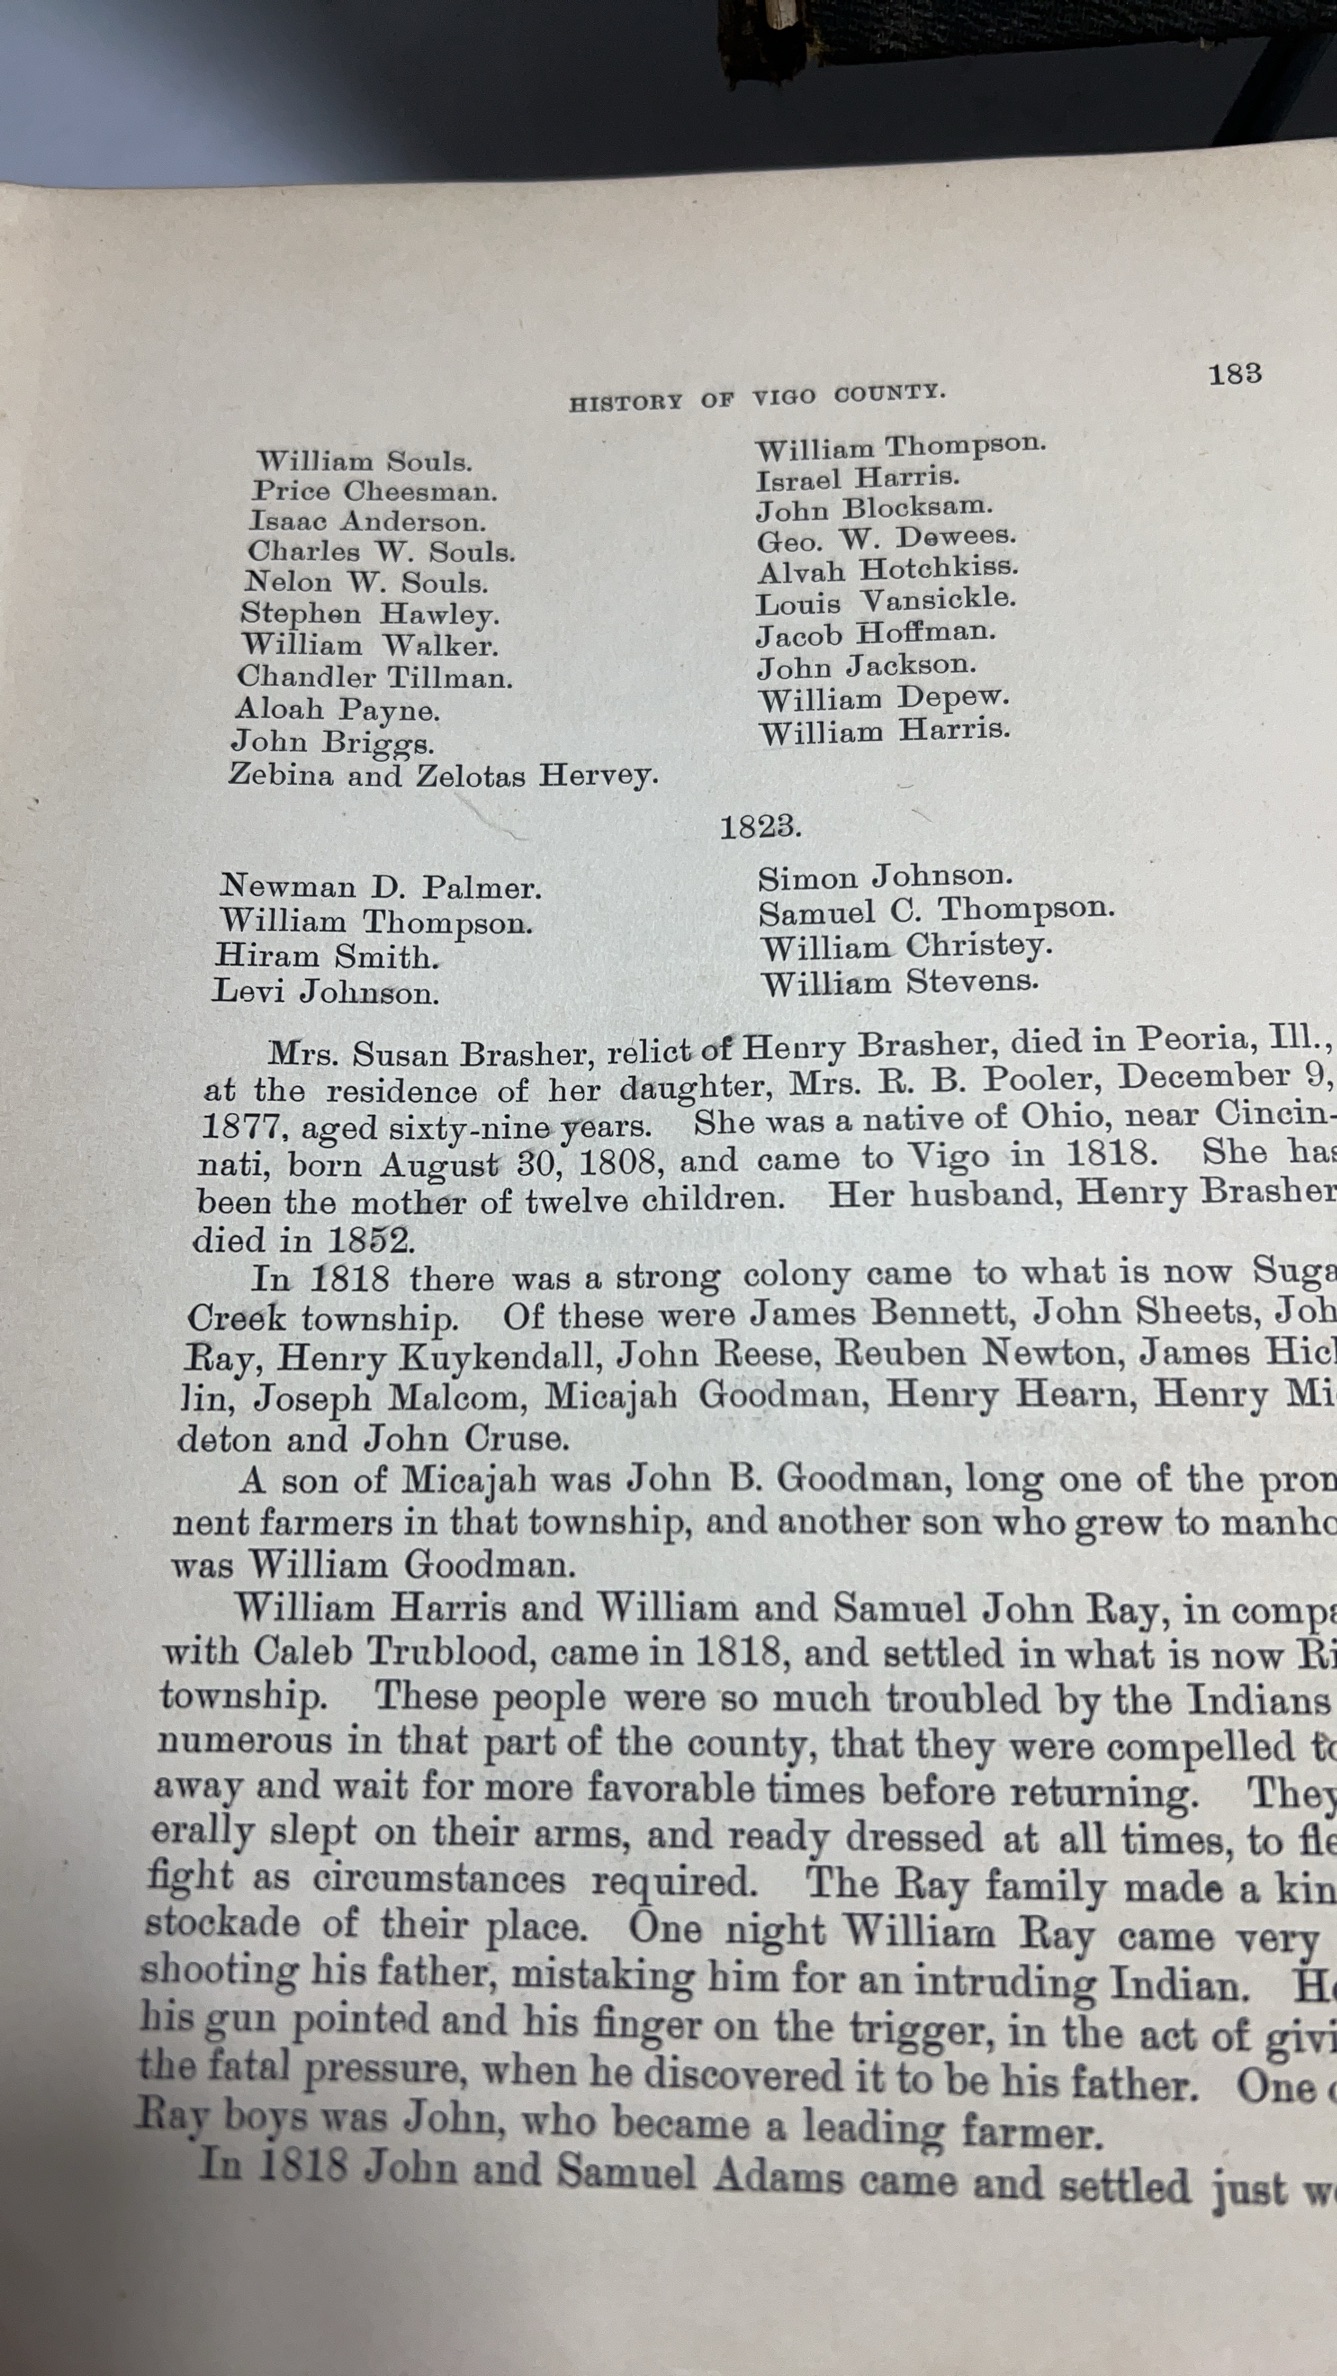 183
HISTORY OF VIGO COUNTY.
William Souls.
Price Cheesman.
Isaac Anderson.
Charles W. Souls.
Nelon W. Souls.
Stephen Hawley.
William Walker.
Chandler Tillman.
Aloah Payne.
John Briggs.
Zebina and Zelotas Hervey.
William Thompson.
Israel Harris.
John Blocksam.
Geo. W. Dewees.
Alvah Hotchkiss.
Louis Vansickle.
Jacob Hoffman.
John Jackson.
William Depew.
William Harris.
1823.
Newman D. Palmer.
William Thompson.
Hiram Smith.
Levi Johnson.
Simon Johnson.
Samuel C. Thompson.
William Christey.
William Stevens.
Mrs. Susan Brasher, relict of Henry Brasher, died in Peoria, Ill.,
at the residence of her daughter, Mrs. R. B. Pooler, December 9,
1877, aged sixty-nine years. She was a native of Ohio, near Cincin-
nati, born August 30, 1808, and came to Vigo in 1818. She has
been the mother of twelve children. Her husband, Henry Brasher
died in 1852.
In 1818 there was a strong colony came to what is now Suga
Creek township. Of these were James Bennett, John Sheets, Joh
Ray, Henry Kuykendall, John Reese, Reuben Newton, James Hick
lin, Joseph Malcom, Micajah Goodman, Henry Hearn, Henry Mi
deton and John Cruse.
A son of Micajah was John B. Goodman, long one of the prom
nent farmers in that township, and another son who grew to manho
was William Goodman.
William Harris and William and Samuel John Ray, in compa
with Caleb Trublood, came in 1818, and settled in what is now Ri
township. These people were so much troubled by the Indians
numerous in that part of the county, that they were compelled to
away and wait for more favorable times before returning. They
erally slept on their arms, and ready dressed at all times, to fle
fight as circumstances required. The Ray family made a kin
stockade of their place. One night William Ray came very
shooting his father, mistaking him for an intruding Indian. He
his gun pointed and his finger on the trigger, in the act of givi
the fatal pressure, when he discovered it to be his father. One
Ray boys was John, who became a leading farmer.
In 1818 John and Samuel Adams came and settled just we